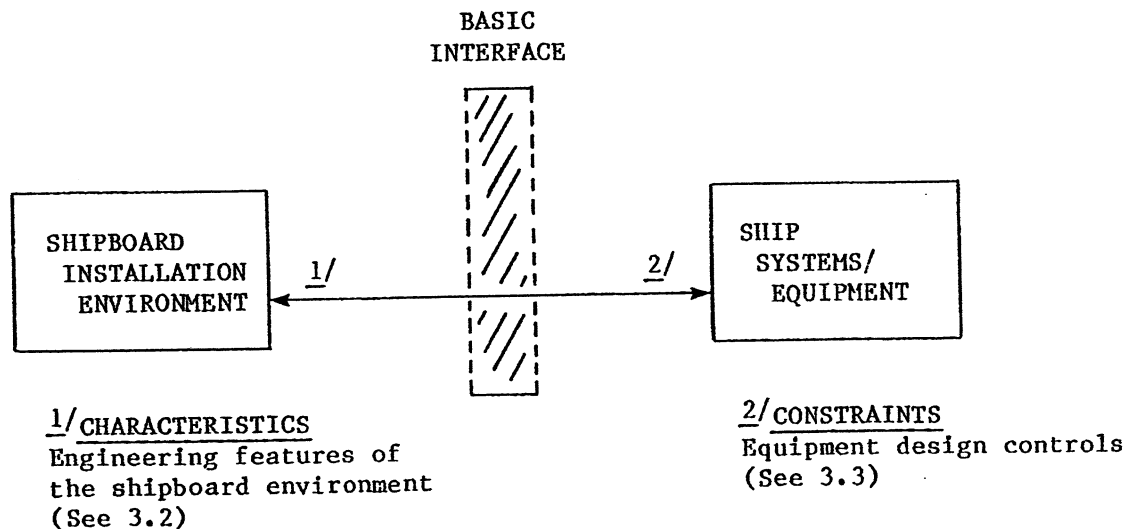 BASIC
INTERFACE
SHIPBOARD
INSTALLATION
ENVIRONMENT
1/
2/
SHIP
SYSTEMS/
EQUIPMENT
1/ CHARACTERISTICS
Engineering features of
the shipboard environment
(See 3.2)
2/ CONSTRAINTS
Equipment design controls
(See 3.3)